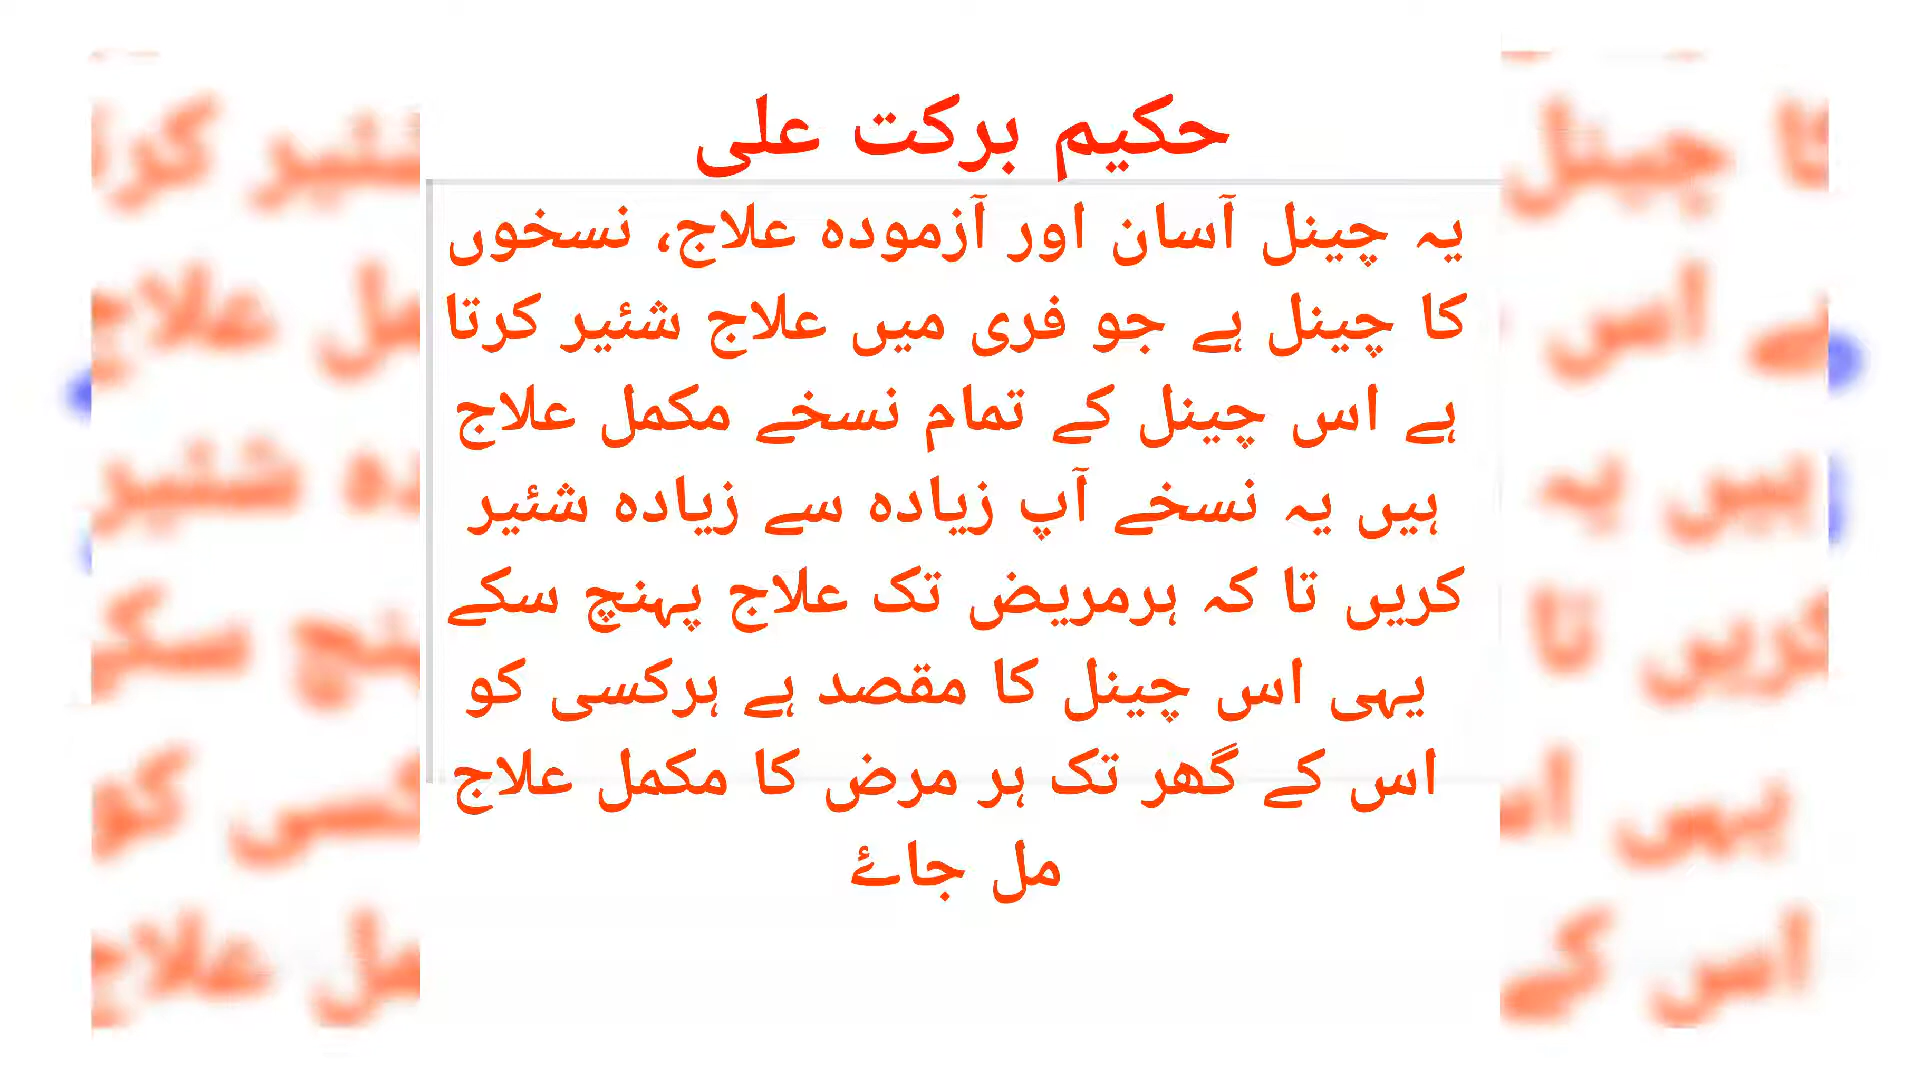 حکیم برکت علی
یہ چینل آسان اور آزمودہ علاج، نسخوں
کا چینل ہے جو فری میں علاج شئیر کرتا
ہے اس چینل کے تمام نسخے مکمل علاج
ہیں یہ نسخے آپ زیادہ سے زیادہ شئیر
کریں تا کہ ہرمریض تک علاج پہنچ سکے
یہی اس چینل کا مقصد ہے ہرکسی کو
اس کے گھر تک ہر مرض کا مکمل علاج
مل جاۓ